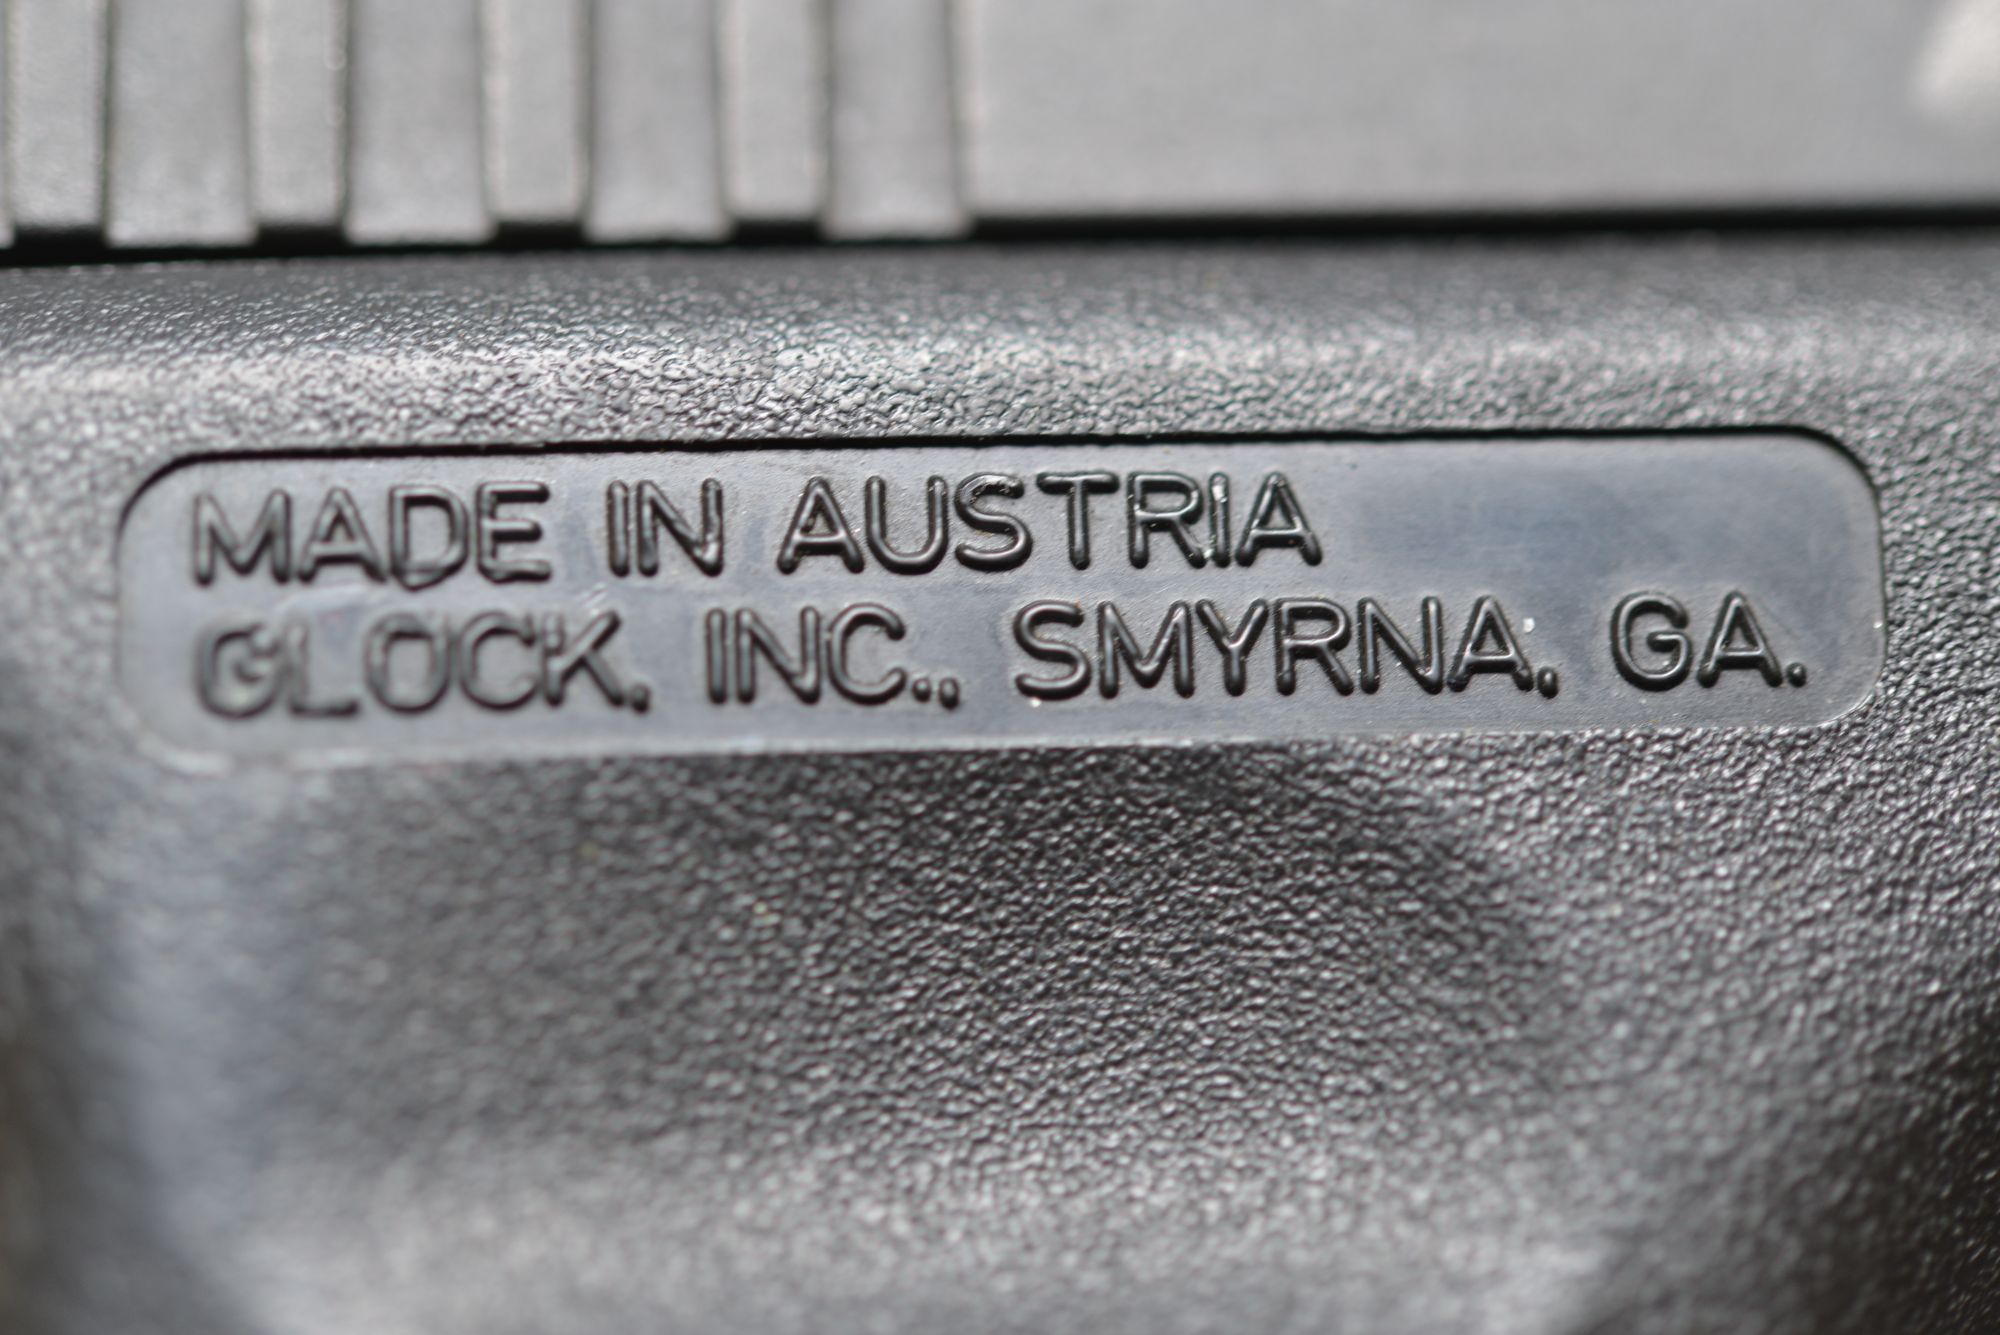 MADE IN AUSTRIA
GLOCK, INC., SMYRNA, GA.